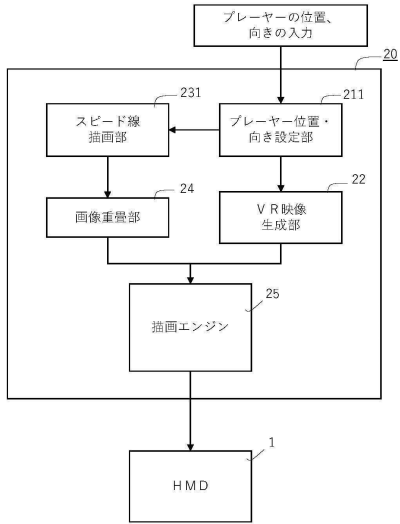 プレーヤーの位置、
向きの入力
20
231
211
スピード線
描画部
プレーヤー位置・
向き設定部
24
22
画像重畳部
ＶＲ映像
生成部
25
描画エンジン
1
ＨＭＤ